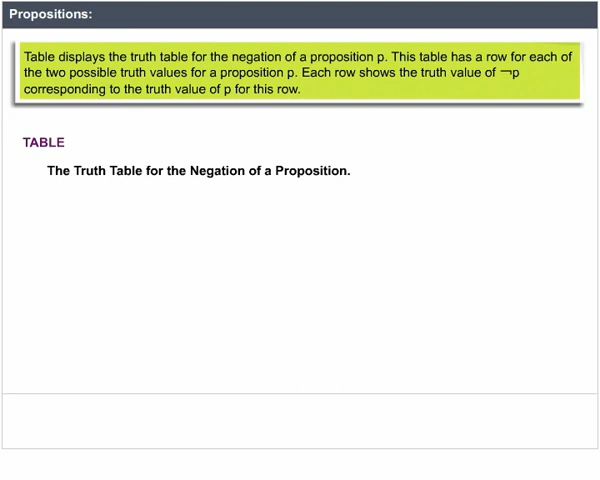 Propositions:
Table displays the truth table for the negation of a proposition p. This table has a row for each of
the two possible truth values for a proposition p. Each row shows the truth value of ¬p
corresponding to the truth value of p for this row.
TABLE
The Truth Table for the Negation of a Proposition.